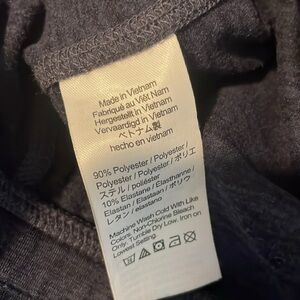 Made in Vietnam
Fabriqué au Viêt Nam
Hergestellt in Vietnam
Vervaardigd in Vietnam
ベトナム製
hecho en vietnam
90% Polyester / Polyester /
Polyester / Polyester / ポリエ
ステル / poliéster
10% Elastane / Elasthanne /
Elastan / Elastaan / ポリウ
レタン / elastano
Machine Wash Cold With Like
Colors. Non-Chlorine Bleach
Only. Tumble Dry Low. Iron on
Lowest Setting.